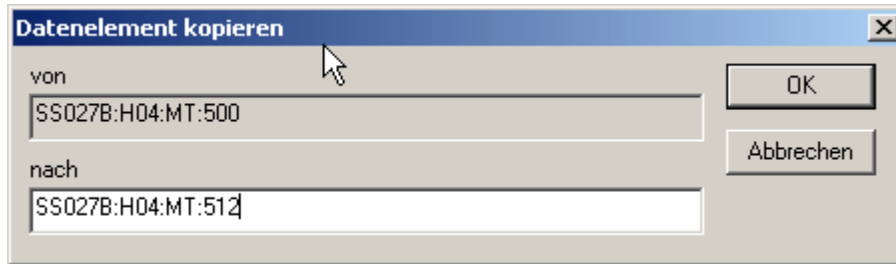 Datenelement kopieren
von
SS027B:H04:MT:500
OK
Abbrechen
nach
SS027B:H04:MT:512